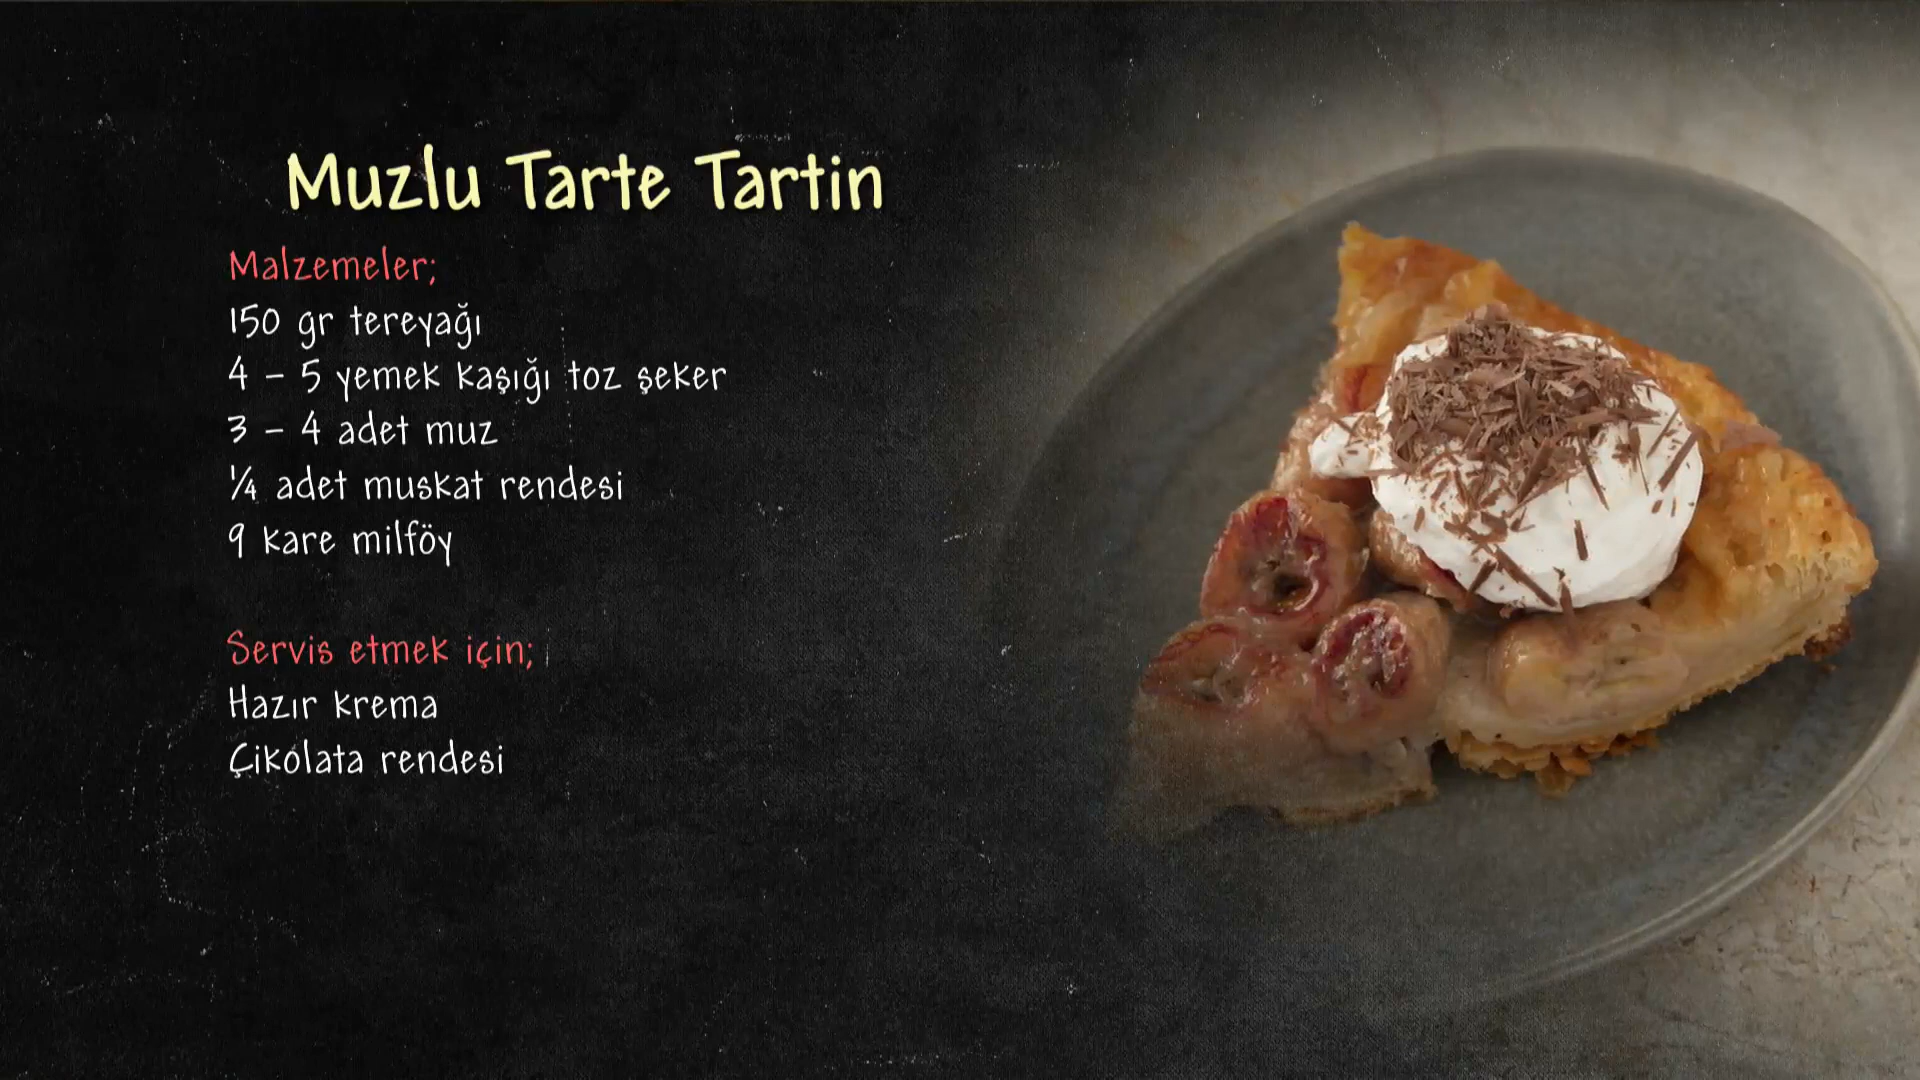 Muzlu Tarte Tartin
Malzemeler;
150 gr tereyağı
4 – 5 yemek kaşığı toz şeker
3 – 4 adet muz
¼ adet muskat rendesi
9 kare milföy
Servis etmek için;
Hazır krema
Çikolata rendesi